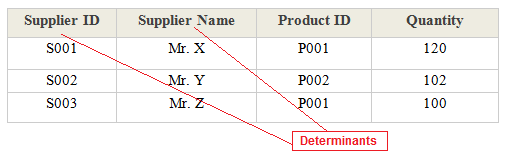 Supplier ID Supplier Name Product ID Quantity
S001 Mr. X P001 120
S002 Mr. Y P002 102
S003 Mr. Z P001 100
Determinants